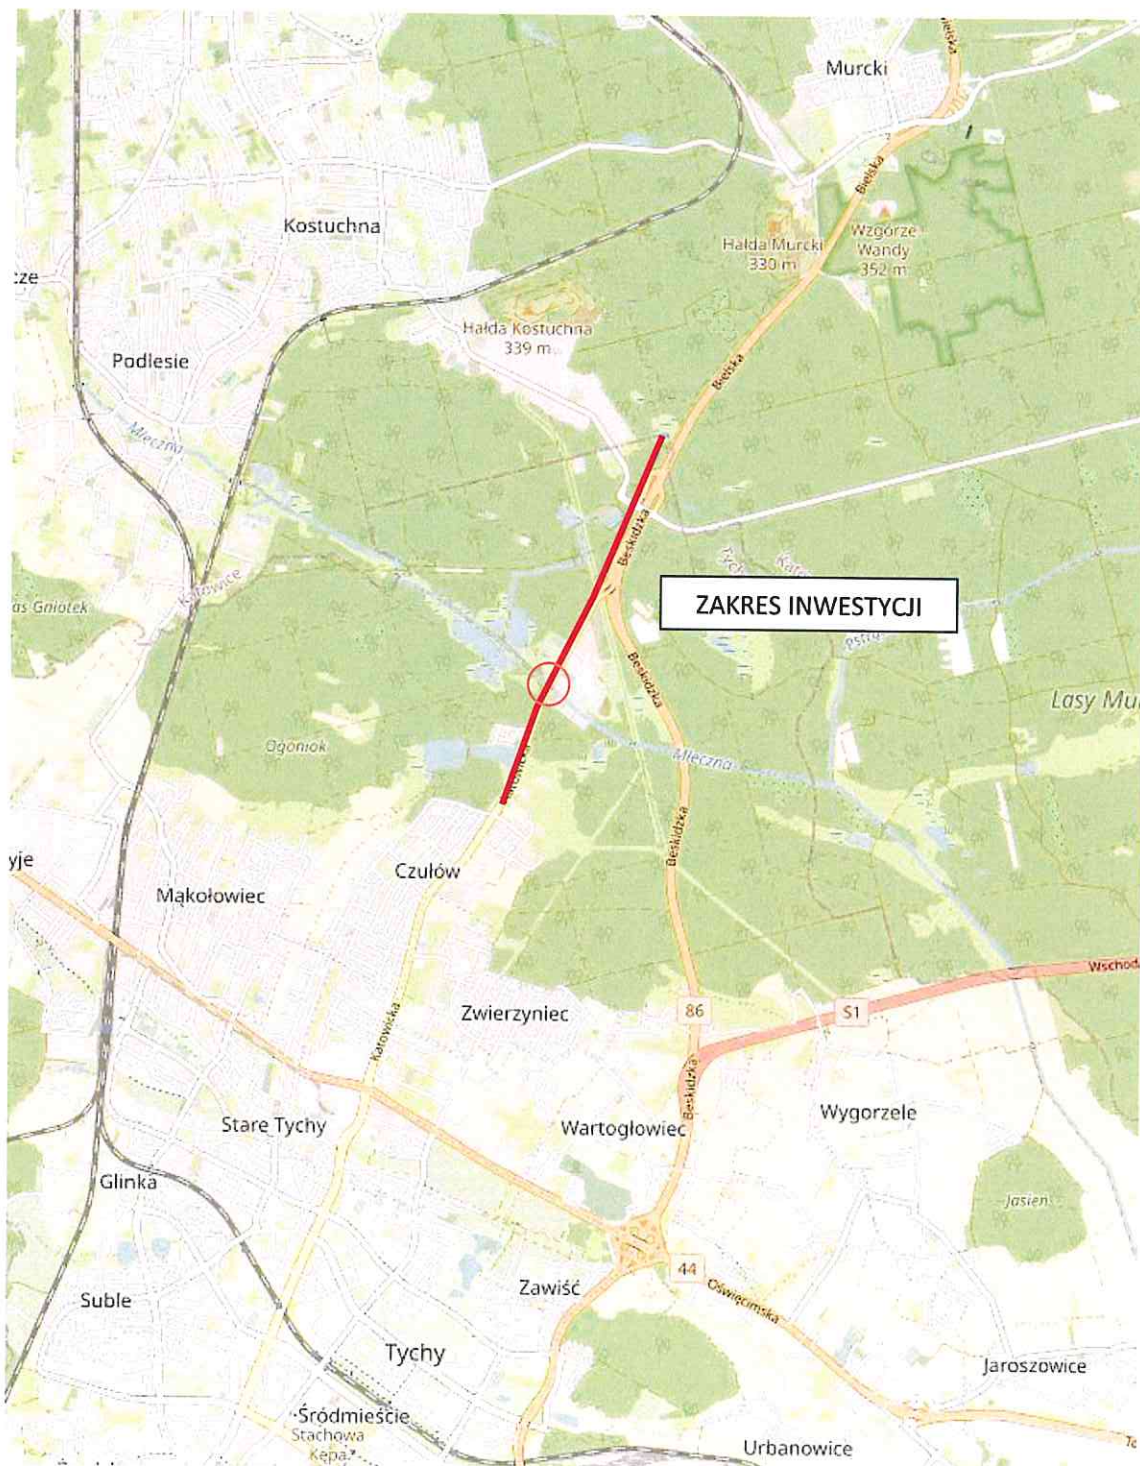 Bielska
Murcki
Bielska
Kostuchna
Hałda Murcki
330 m
Wzgórze
Wandy
352 m
Hałda Kostuchna
339 m
Podlesie
Bielska
Mleczna
Beskidzka
Katowice
ZAKRES INWESTYCJI
Beskidzka
Ogoniok
Mleczna
Beskidzka
Czułów
Mąkołowiec
Wschod
Zwierzyniec
86
S1
Katowicka
Beskidzka
Stare Tychy
Wartogłowiec
Wygorzele
Glinka
Jasień
44
Zawiść
Oświęcimska
Suble
Tychy
Jaroszowice
Śródmieście
Stachowa
Kępa
Urbanowice